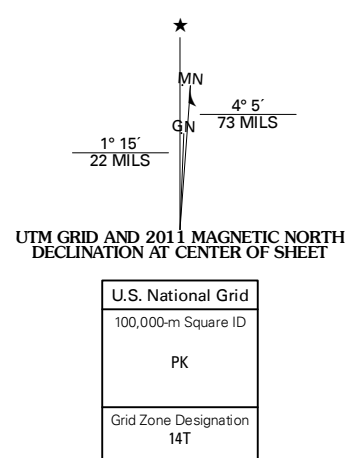 MN
GN
4° 5´
73 MILS
1° 15´
22 MILS
UTM GRID AND 2011 MAGNETIC NORTH
DECLINATION AT CENTER OF SHEET
U.S. National Grid
100,000-m Square ID
PK
Grid Zone Designation
14T